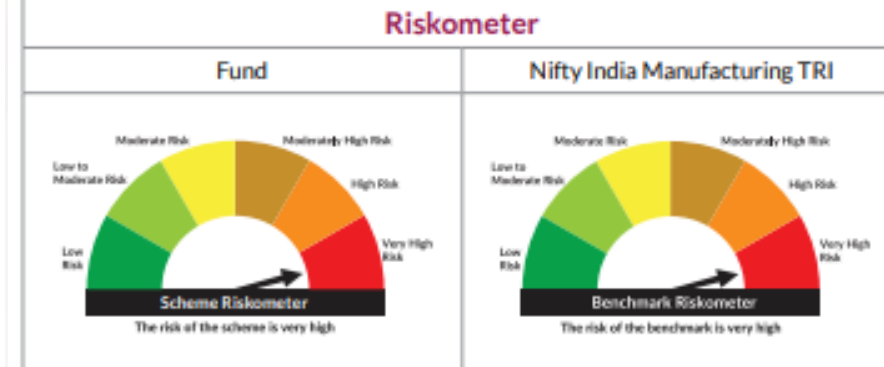 Riskometer
Fund
Nifty India Manufacturing TRI
Moderate Risk
Moderately High Risk
Low to
Moderate Risk
High Risk
Low
Risk
Very High
Risk
Scheme Riskometer
The risk of the scheme is very high
Moderate Risk
Moderately High Risk
Low to
Moderate Risk
High Risk
Low
Risk
Very High
Risk
Benchmark Riskometer
The risk of the benchmark is very high